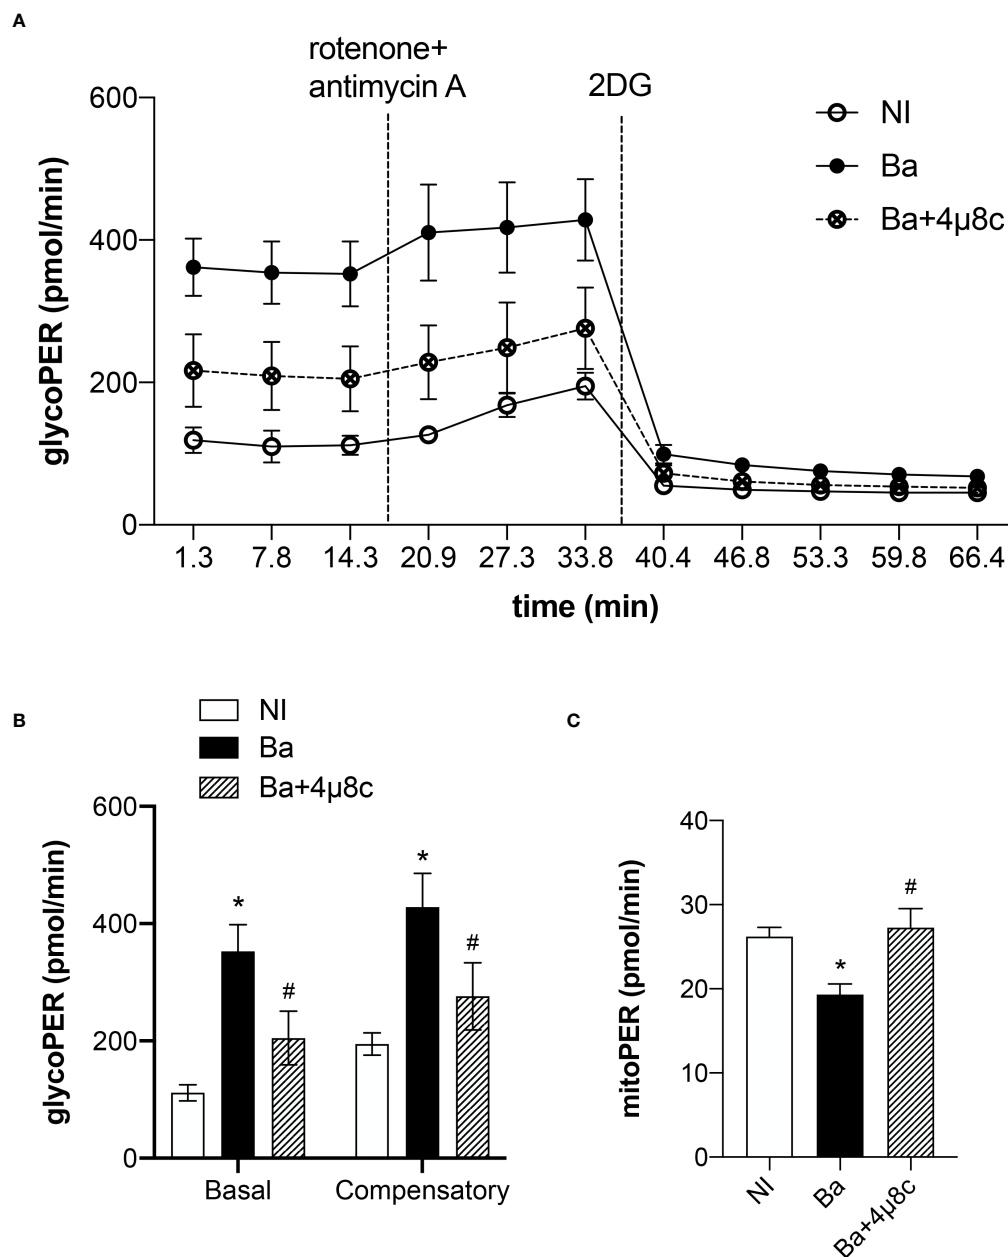 A
rotenone+
antimycin A
2DG
NI
Ba
Ba+4µ8c
600
400
200
0
glycoPER (pmol/min)
1.3 7.8 14.3 20.9 27.3 33.8 40.4 46.8 53.3 59.8 66.4
time (min)
B
NI
Ba
Ba+4µ8c
600
400
200
0
glycoPER (pmol/min)
* # * #
Basal Compensatory
C
40
30
20
10
0
mitoPER (pmol/min)
* #
NI Ba Ba+4µ8c